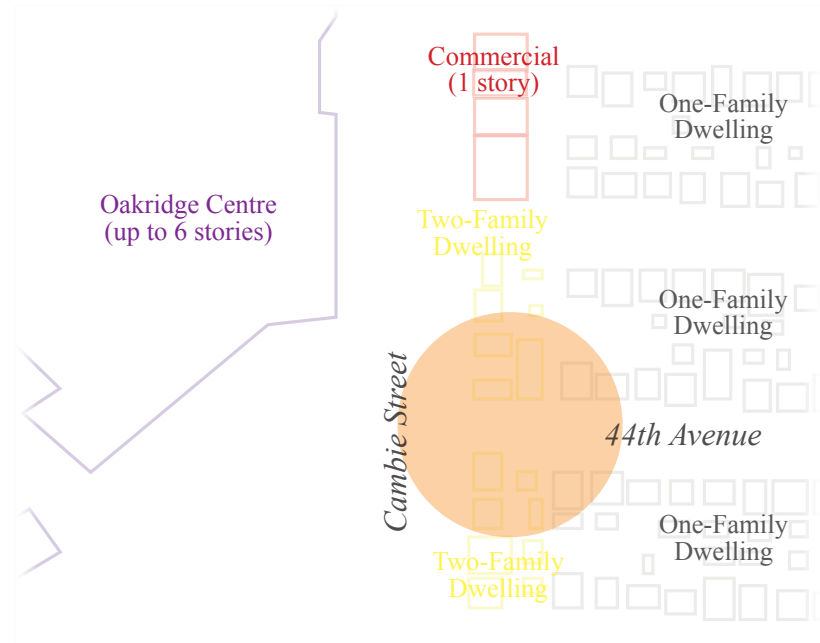 Commercial
(1 story)
One-Family
Dwelling
Oakridge Centre
(up to 6 stories)
Two-Family
Dwelling
One-Family
Dwelling
Cambie Street
44th Avenue
One-Family
Dwelling
Two-Family
Dwelling